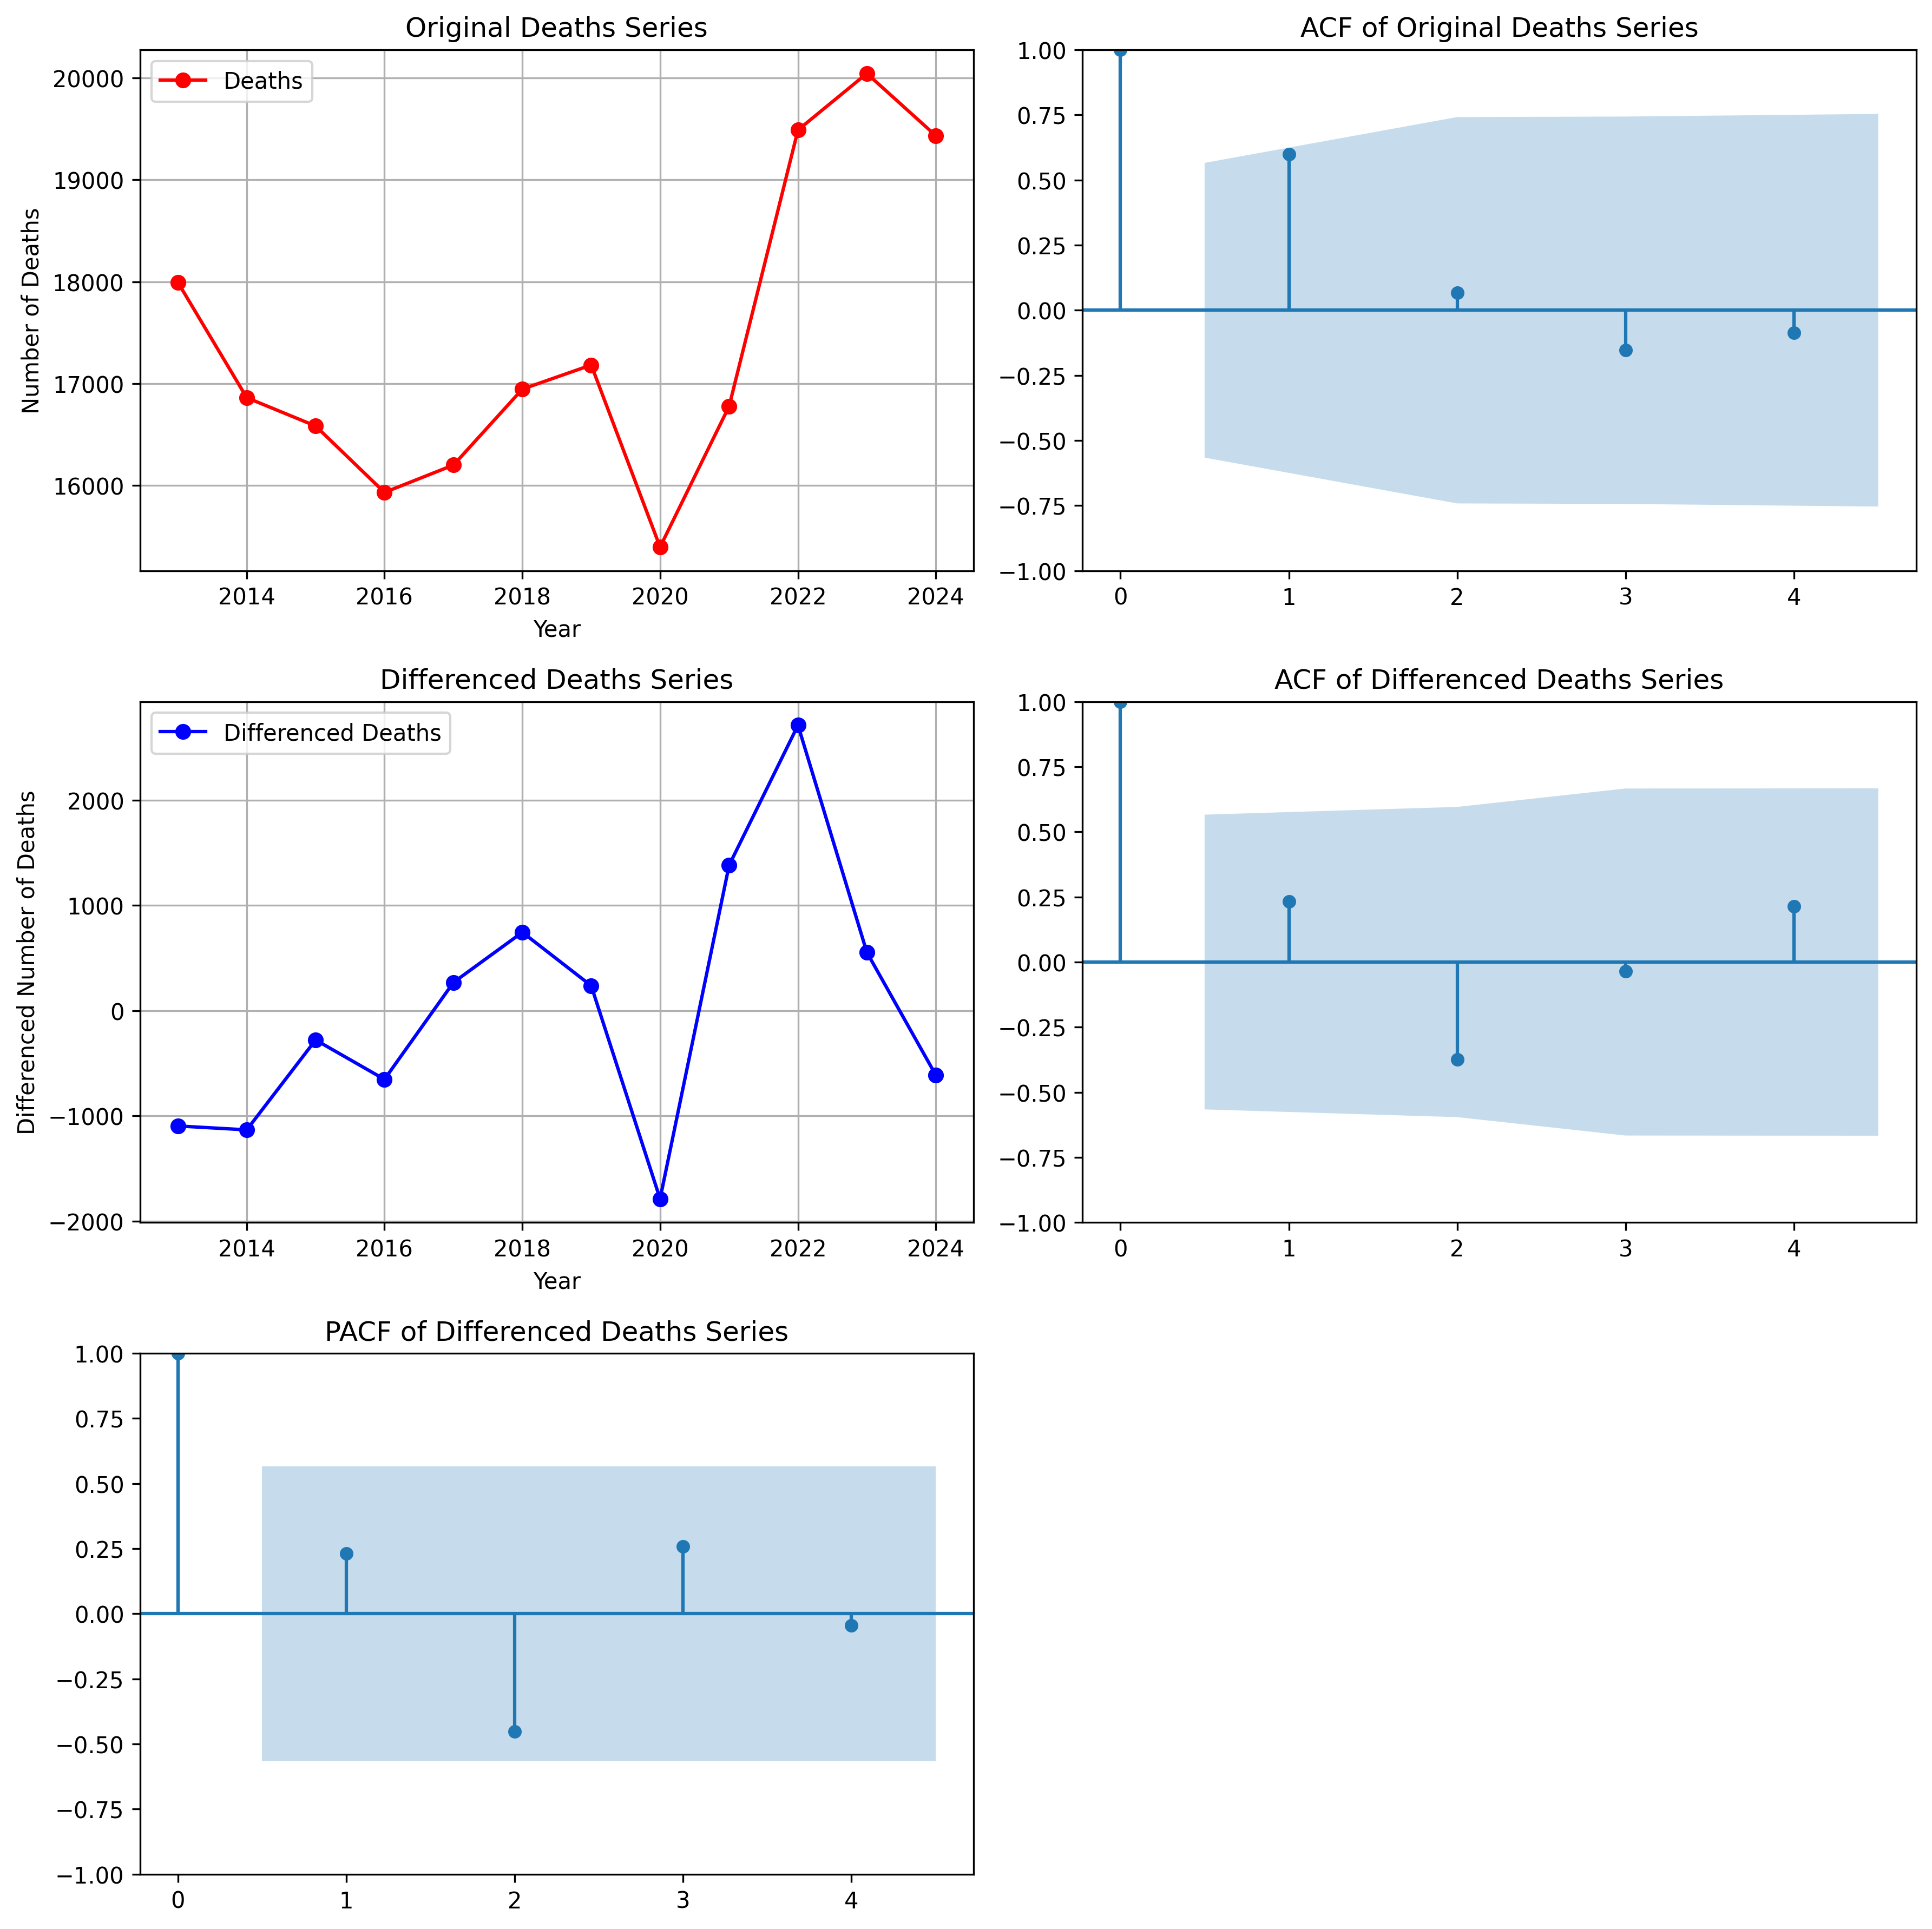 Original Deaths Series
Deaths
Number of Deaths
20000
19000
18000
17000
16000
2014 2016 2018 2020 2022 2024
Year
ACF of Original Deaths Series
1.00
0.75
0.50
0.25
0.00
−0.25
−0.50
−0.75
−1.00
0 1 2 3 4
Differenced Deaths Series
Differenced Deaths
Differenced Number of Deaths
2000
1000
0
−1000
−2000
2014 2016 2018 2020 2022 2024
Year
ACF of Differenced Deaths Series
1.00
0.75
0.50
0.25
0.00
−0.25
−0.50
−0.75
−1.00
0 1 2 3 4
PACF of Differenced Deaths Series
1.00
0.75
0.50
0.25
0.00
−0.25
−0.50
−0.75
−1.00
0 1 2 3 4